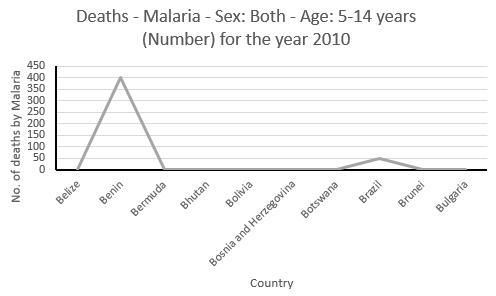 Deaths - Malaria - Sex: Both - Age: 5-14 years
(Number) for the year 2010
No. of deaths by Malaria
450
400
350
300
250
200
150
100
50
0
Belize
Benin
Bermuda
Bhutan
Bolivia
Bosnia and Herzegovina
Botswana
Brazil
Brunei
Bulgaria
Country